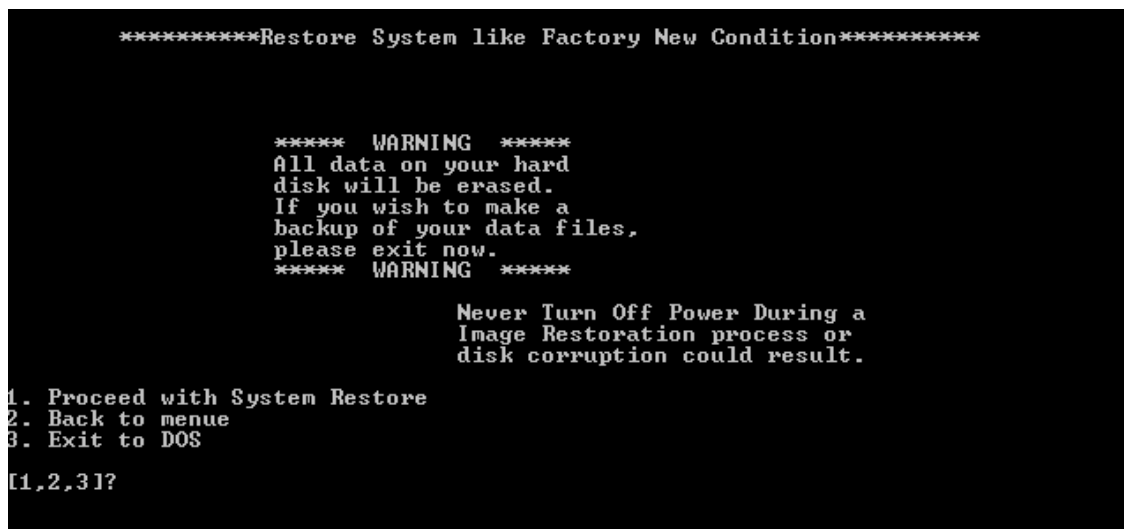 **********Restore System like Factory New Condition**********
***** WARNING *****
All data on your hard
disk will be erased.
If you wish to make a
backup of your data files,
please exit now.
***** WARNING *****
Never Turn Off Power During a
Image Restoration process or
disk corruption could result.
1. Proceed with System Restore
2. Back to menue
3. Exit to DOS
[1,2,3]?